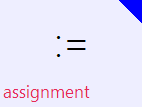 :=
assignment